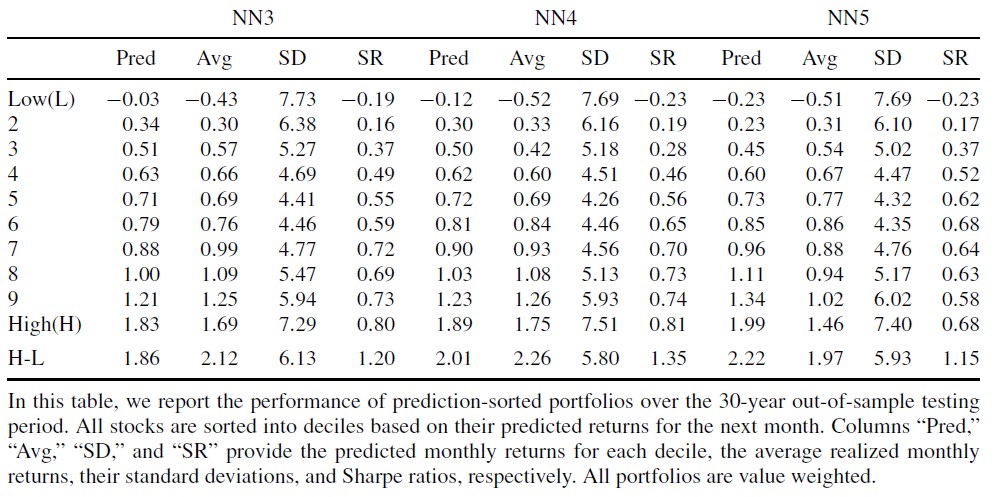 NN3 NN4 NN5
Pred Avg SD SR Pred Avg SD SR Pred Avg SD SR
Low(L) −0.03 −0.43 7.73 −0.19 −0.12 −0.52 7.69 −0.23 −0.23 −0.51 7.69 −0.23
2 0.34 0.30 6.38 0.16 0.30 0.33 6.16 0.19 0.23 0.31 6.10 0.17
3 0.51 0.57 5.27 0.37 0.50 0.42 5.18 0.28 0.45 0.54 5.02 0.37
4 0.63 0.66 4.69 0.49 0.62 0.60 4.51 0.46 0.60 0.67 4.47 0.52
5 0.71 0.69 4.41 0.55 0.72 0.69 4.26 0.56 0.73 0.77 4.32 0.62
6 0.79 0.76 4.46 0.59 0.81 0.84 4.46 0.65 0.85 0.86 4.35 0.68
7 0.88 0.99 4.77 0.72 0.90 0.93 4.56 0.70 0.96 0.88 4.76 0.64
8 1.00 1.09 5.47 0.69 1.03 1.08 5.13 0.73 1.11 0.94 5.17 0.63
9 1.21 1.25 5.94 0.73 1.23 1.26 5.93 0.74 1.34 1.02 6.02 0.58
High(H) 1.83 1.69 7.29 0.80 1.89 1.75 7.51 0.81 1.99 1.46 7.40 0.68
H-L 1.86 2.12 6.13 1.20 2.01 2.26 5.80 1.35 2.22 1.97 5.93 1.15
In this table, we report the performance of prediction-sorted portfolios over the 30-year out-of-sample testing
period. All stocks are sorted into deciles based on their predicted returns for the next month. Columns “Pred,”
“Avg,” “SD,” and “SR” provide the predicted monthly returns for each decile, the average realized monthly
returns, their standard deviations, and Sharpe ratios, respectively. All portfolios are value weighted.